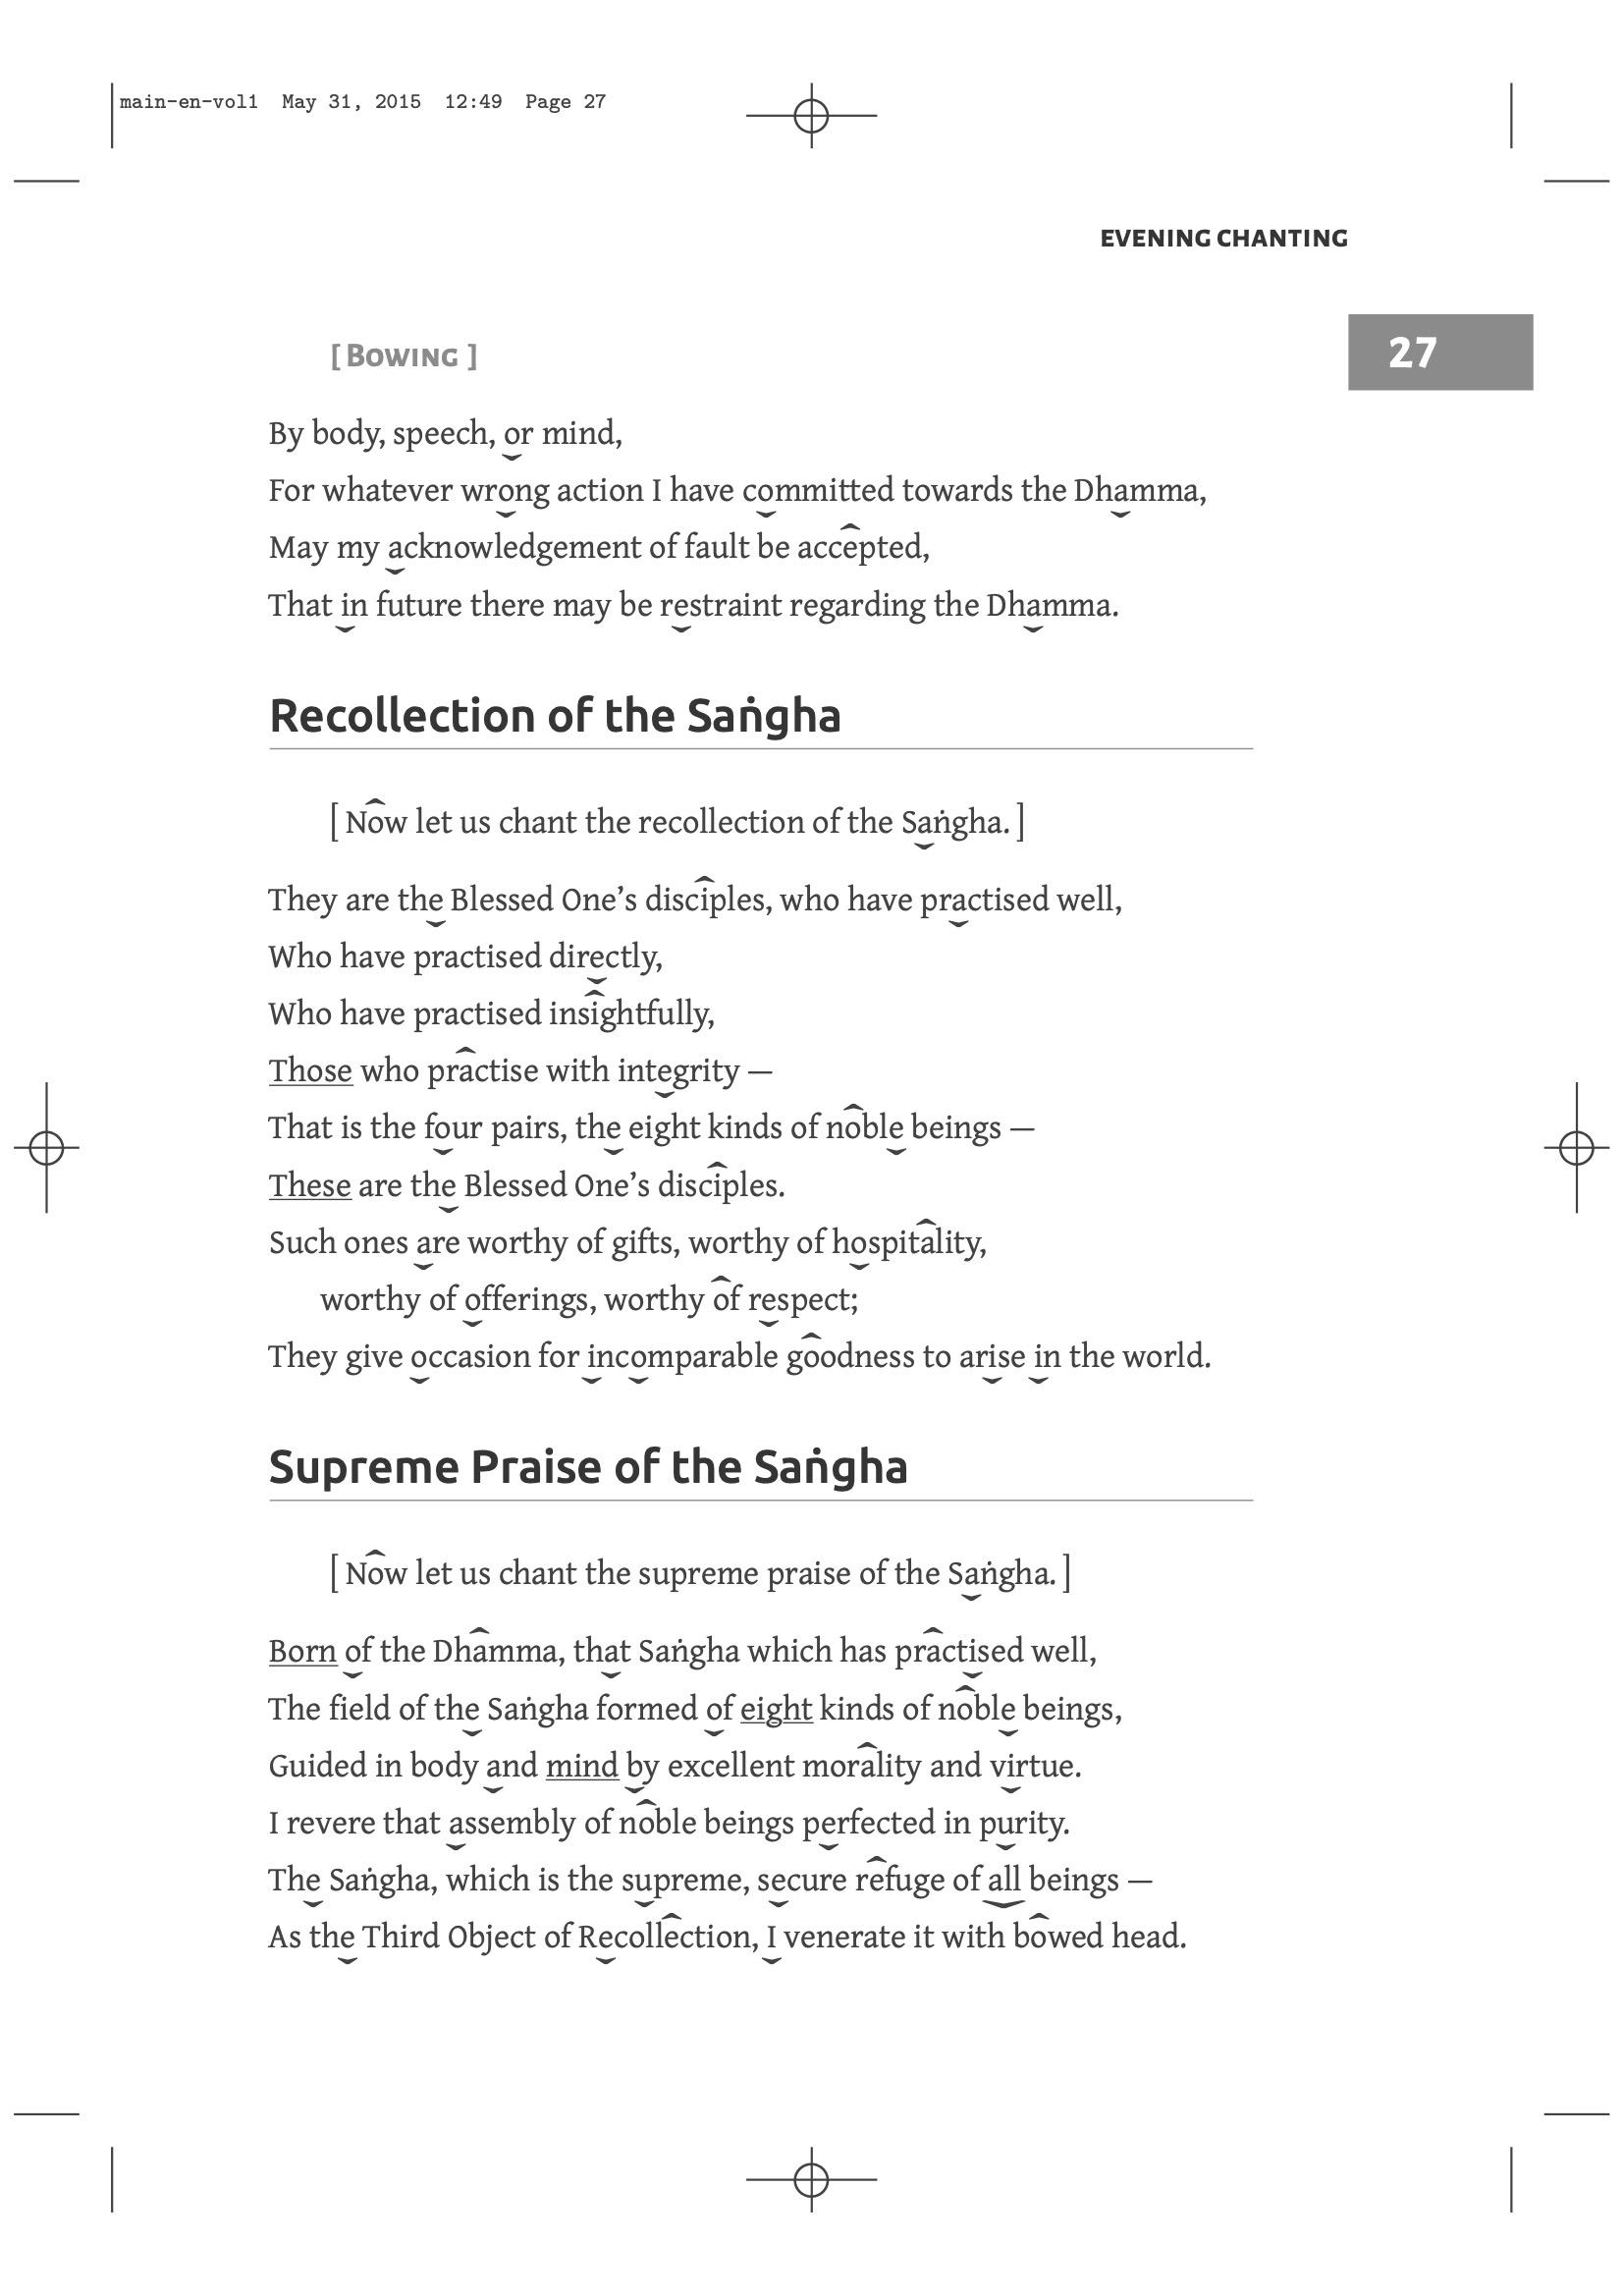 main-en-vol1 May 31, 2015 12:49 Page 27
EVENING CHANTING
27
[ Bowing ]
By body, speech, or mind,
For whatever wrong action I have committed towards the Dhamma,
May my acknowledgement of fault be accepted,
That in future there may be restraint regarding the Dhamma.
Recollection of the Saṅgha
[ Now let us chant the recollection of the Saṅgha. ]
They are the Blessed One’s disciples, who have practised well,
Who have practised directly,
Who have practised insightfully,
Those who practise with integrity —
That is the four pairs, the eight kinds of noble beings —
These are the Blessed One’s disciples.
Such ones are worthy of gifts, worthy of hospitality,
worthy of offerings, worthy of respect;
They give occasion for incomparable goodness to arise in the world.
Supreme Praise of the Saṅgha
[ Now let us chant the supreme praise of the Saṅgha. ]
Born of the Dhamma, that Saṅgha which has practised well,
The field of the Saṅgha formed of eight kinds of noble beings,
Guided in body and mind by excellent morality and virtue.
I revere that assembly of noble beings perfected in purity.
The Saṅgha, which is the supreme, secure refuge of all beings —
As the Third Object of Recollection, I venerate it with bowed head.